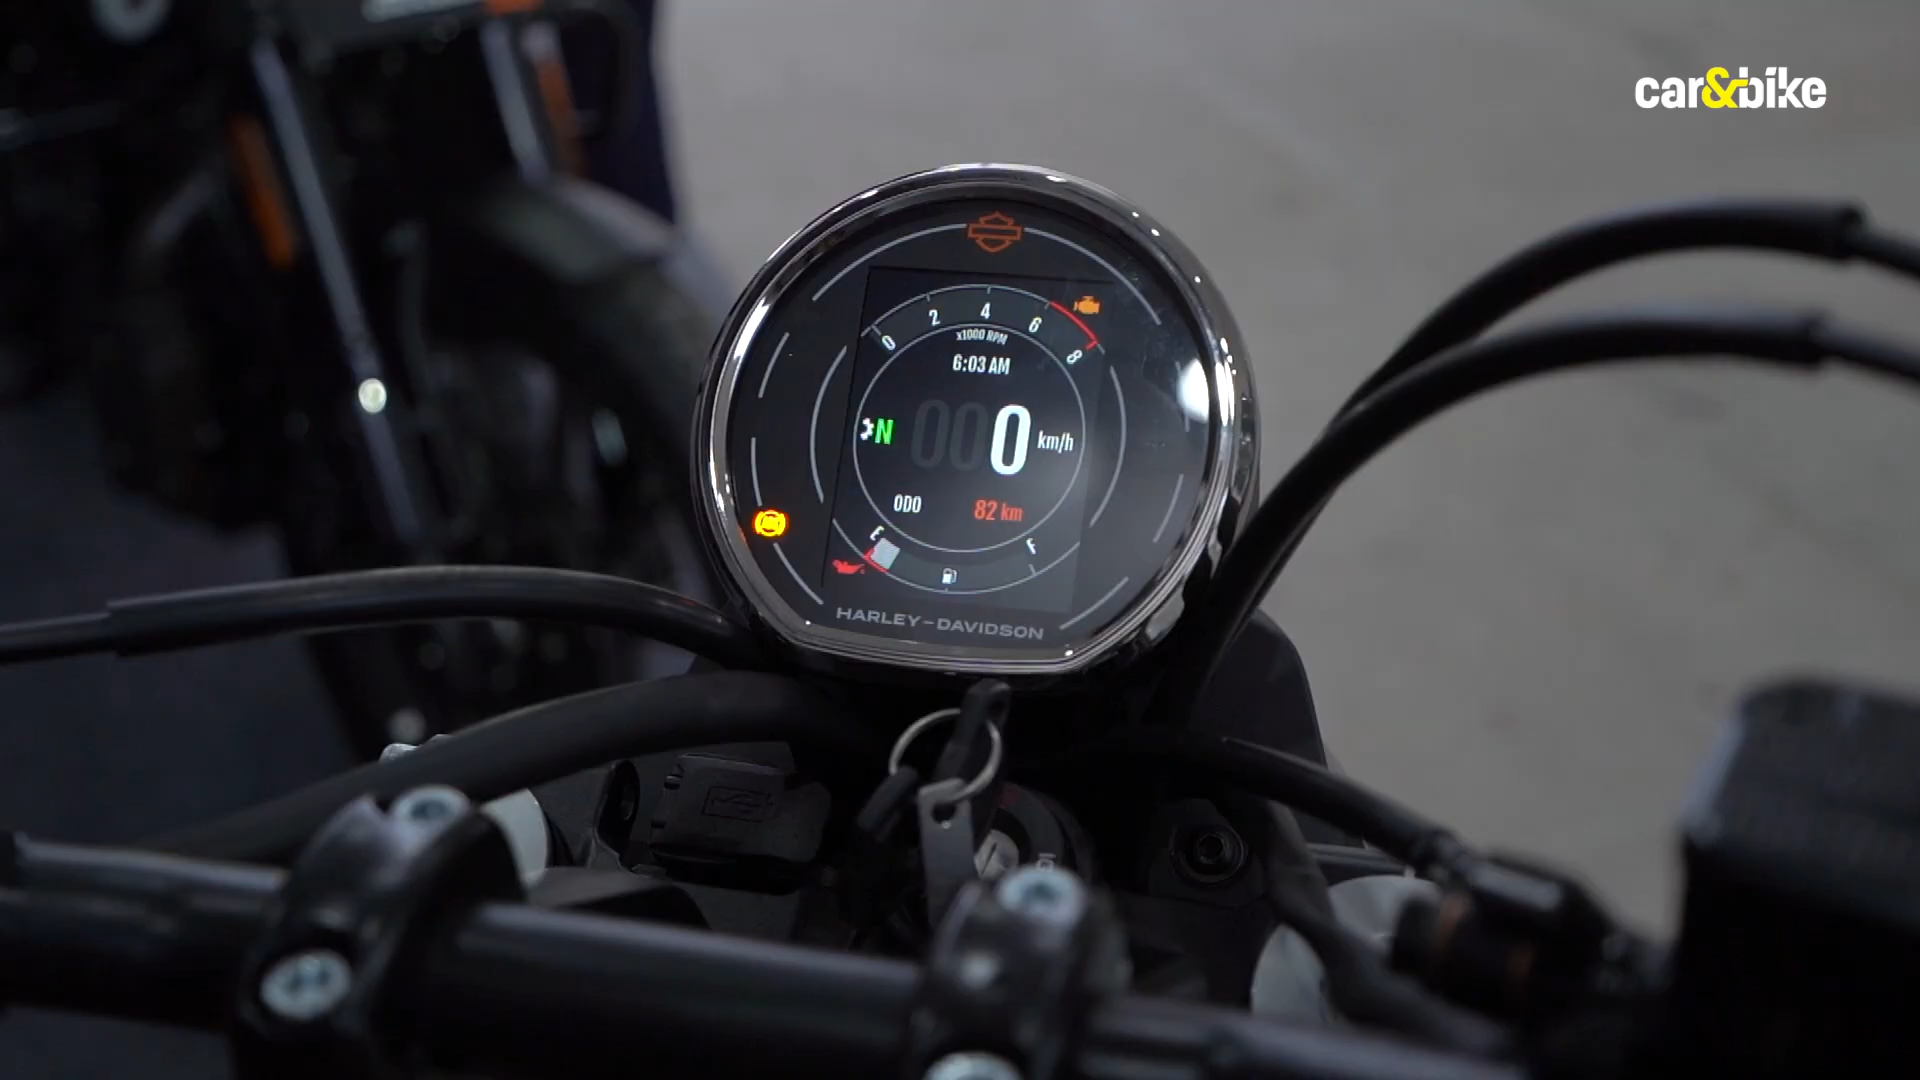 car&bike
0 2 4 6 8
x1000 RPM
6:03 AM
N 000 km/h
ODO 82 km
E F
HARLEY-DAVIDSON